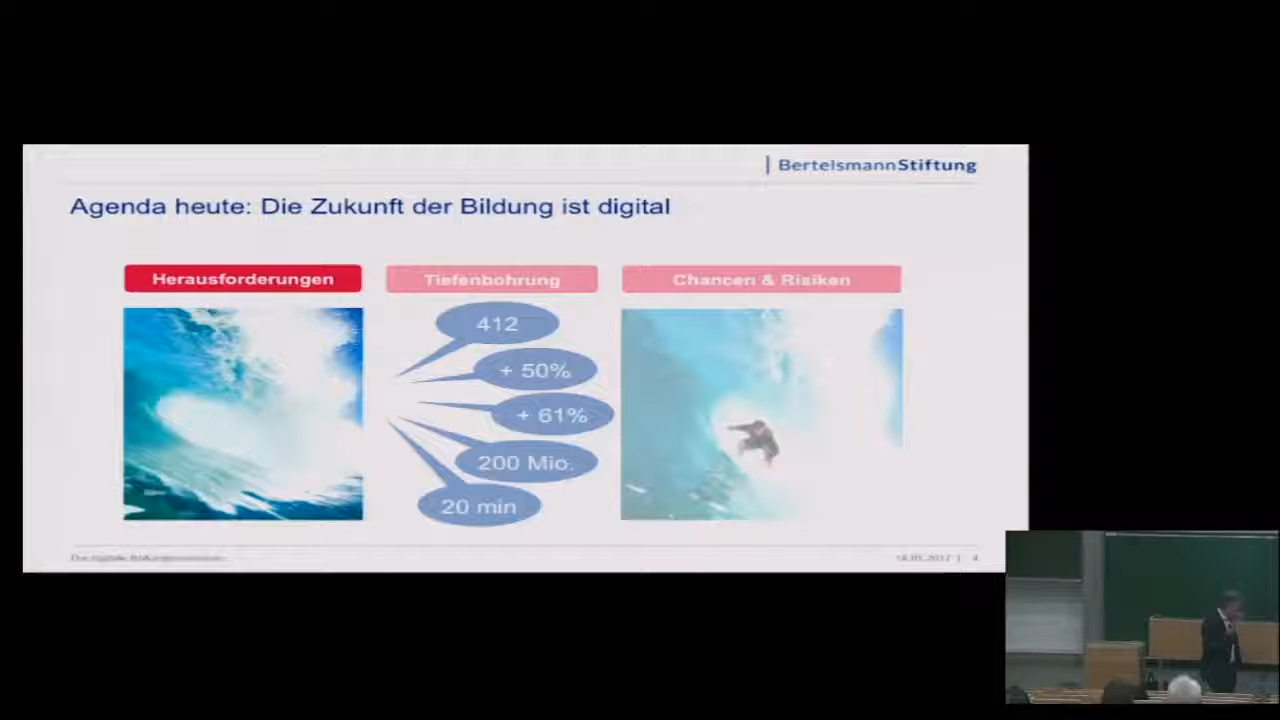 BertelsmannStiftung
Agenda heute: Die Zukunft der Bildung ist digital
Herausforderungen
Tiefenbohrung
Chancen & Risiken
412
+ 50%
+ 61%
200 Mio.
20 min
4